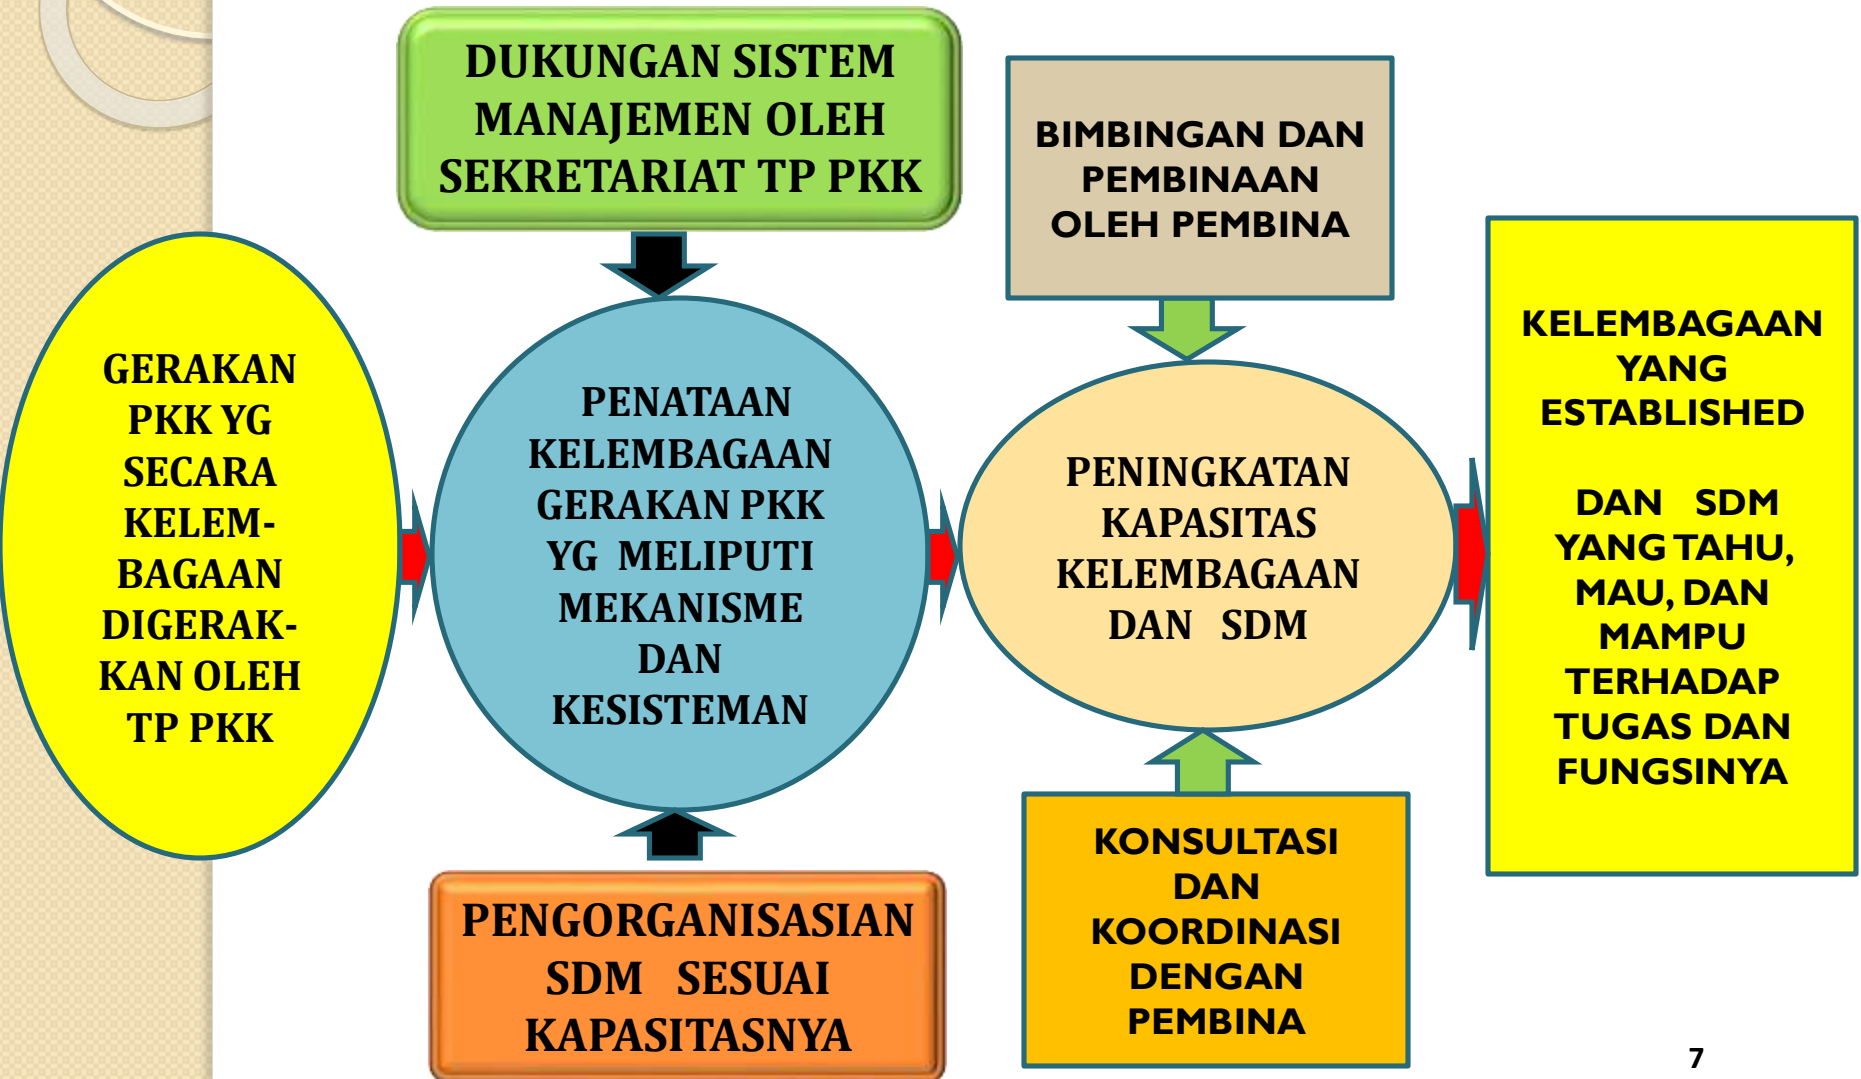 DUKUNGAN SISTEM
MANAJEMEN OLEH
SEKRETARIAT TP PKK
BIMBINGAN DAN
PEMBINAAN
OLEH PEMBINA
GERAKAN
PKK YG
SECARA
KELEM-
BAGAAN
DIGERAK-
KAN OLEH
TP PKK
PENATAAN
KELEMBAGAAN
GERAKAN PKK
YG MELIPUTI
MEKANISME
DAN
KESISTEMAN
PENINGKATAN
KAPASITAS
KELEMBAGAAN
DAN SDM
KELEMBAGAAN
YANG
ESTABLISHED
DAN SDM
YANG TAHU,
MAU, DAN
MAMPU
TERHADAP
TUGAS DAN
FUNGSINYA
PENGORGANISASIAN
SDM SESUAI
KAPASITASNYA
KONSULTASI
DAN
KOORDINASI
DENGAN
PEMBINA
7